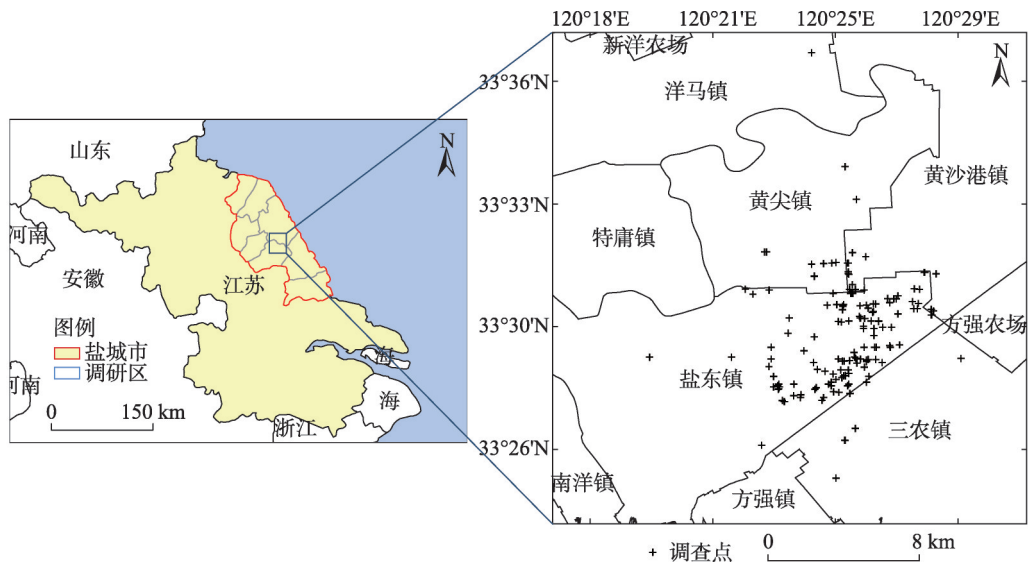 山东
河南
安徽
江苏
图例
盐城市
调研区
0 150 km
河南
海
海
浙江
N
120°18′E 120°21′E 120°25′E 120°29′E
33°36′N
33°33′N
33°30′N
33°26′N
N
新洋农场
洋马镇
黄沙港镇
黄尖镇
特庸镇
方强农场
盐东镇
三农镇
南洋镇
方强镇
调查点
0 8 km